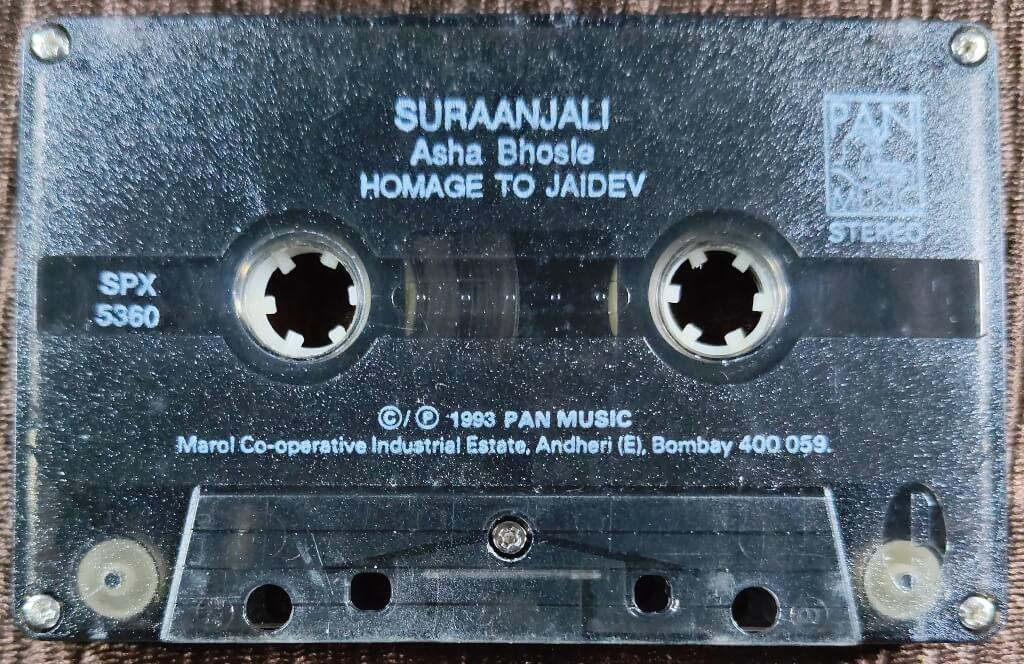 SURAANJALI
Asha Bhosle
HOMAGE TO JAIDEV
PAN
MUSIC
STEREO
SPX
5360
©/℗ 1993 PAN MUSIC
Marol Co-operative Industrial Estate, Andheri (E), Bombay 400 059.